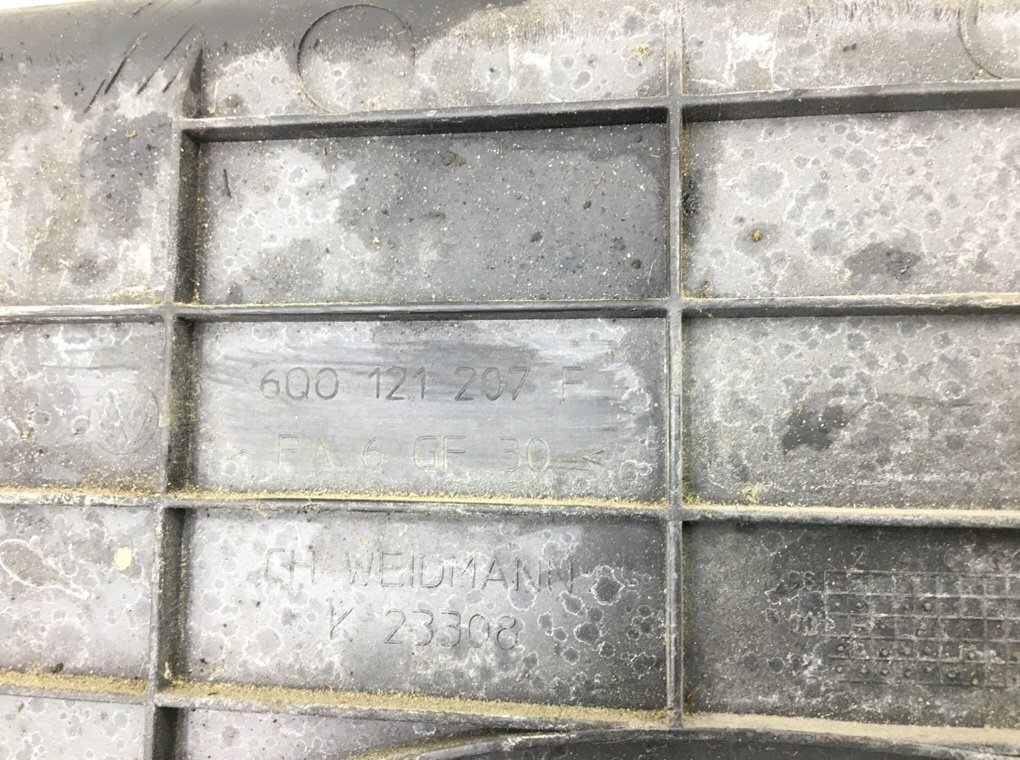 6Q0 121 207 F
> PA 6 GF 30 <
CH WEIDMANN
K 23308